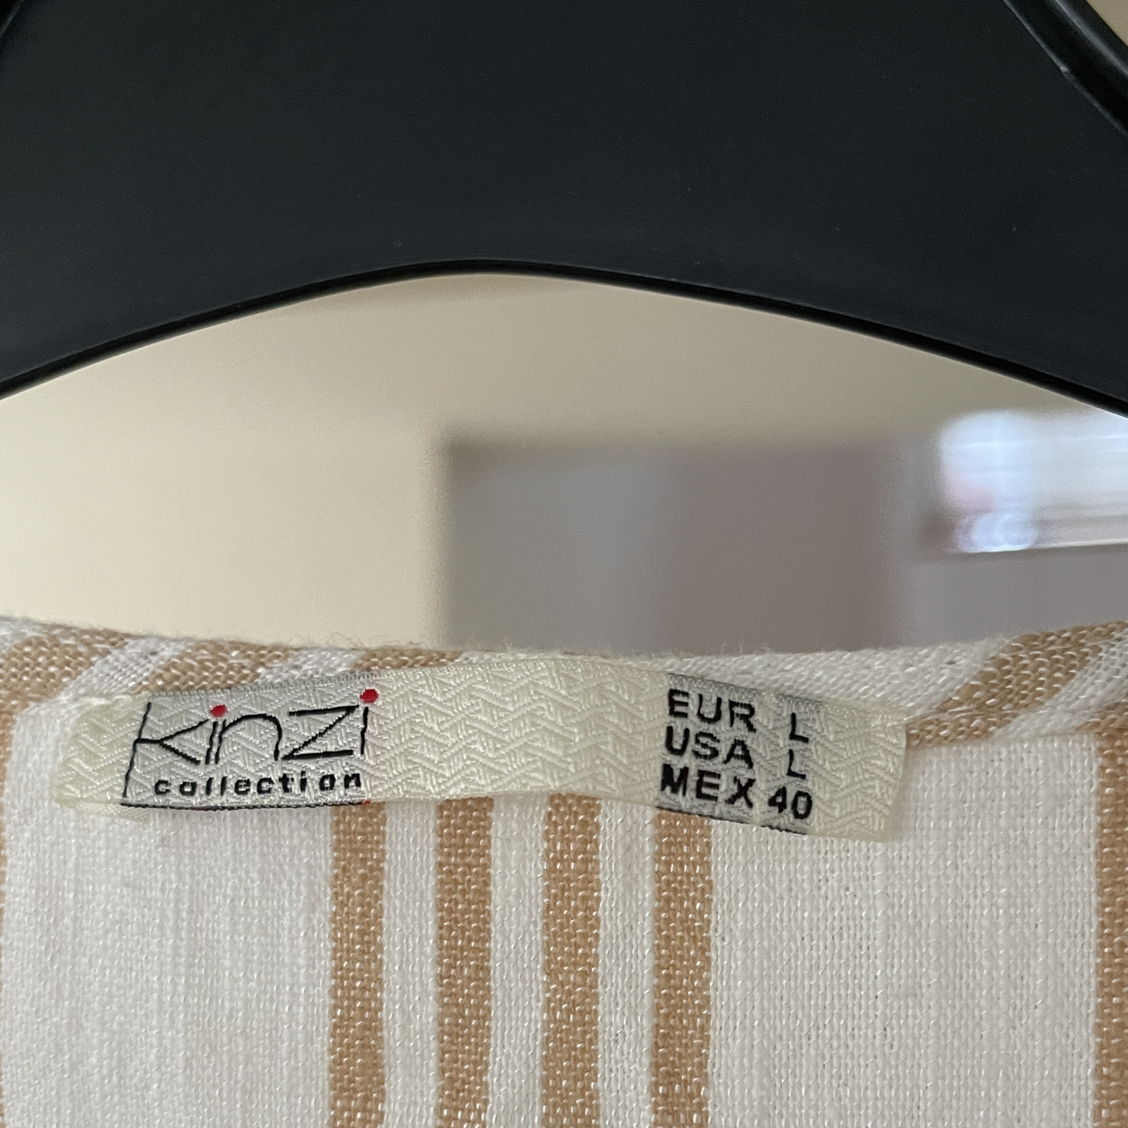 kinzi
collection
EUR L
USA L
MEX 40